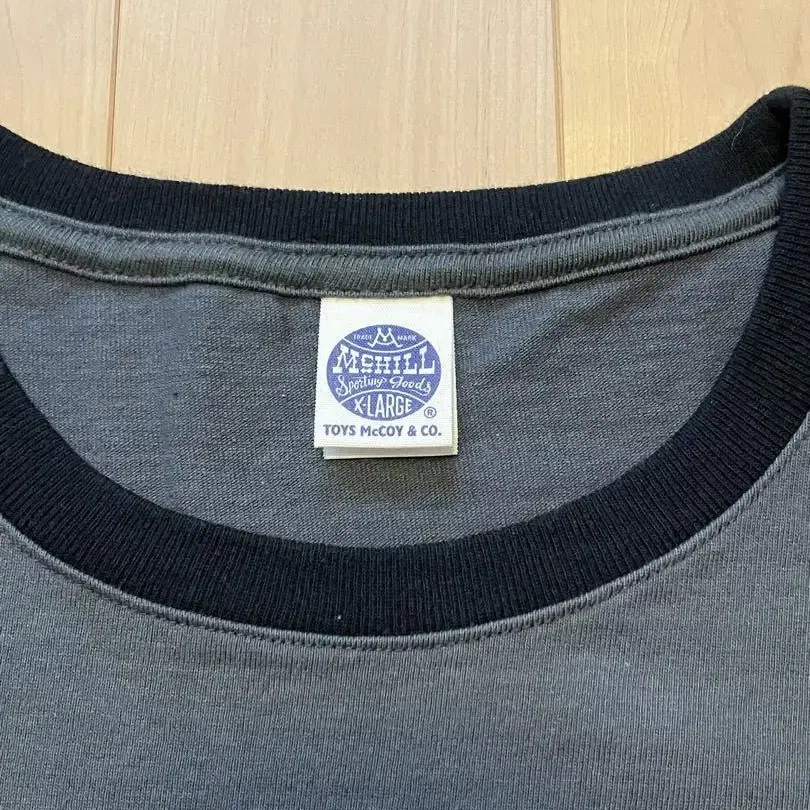 TRADE MARK
McHILL
Sporting Goods
X-LARGE ®
TOYS McCOY & CO.